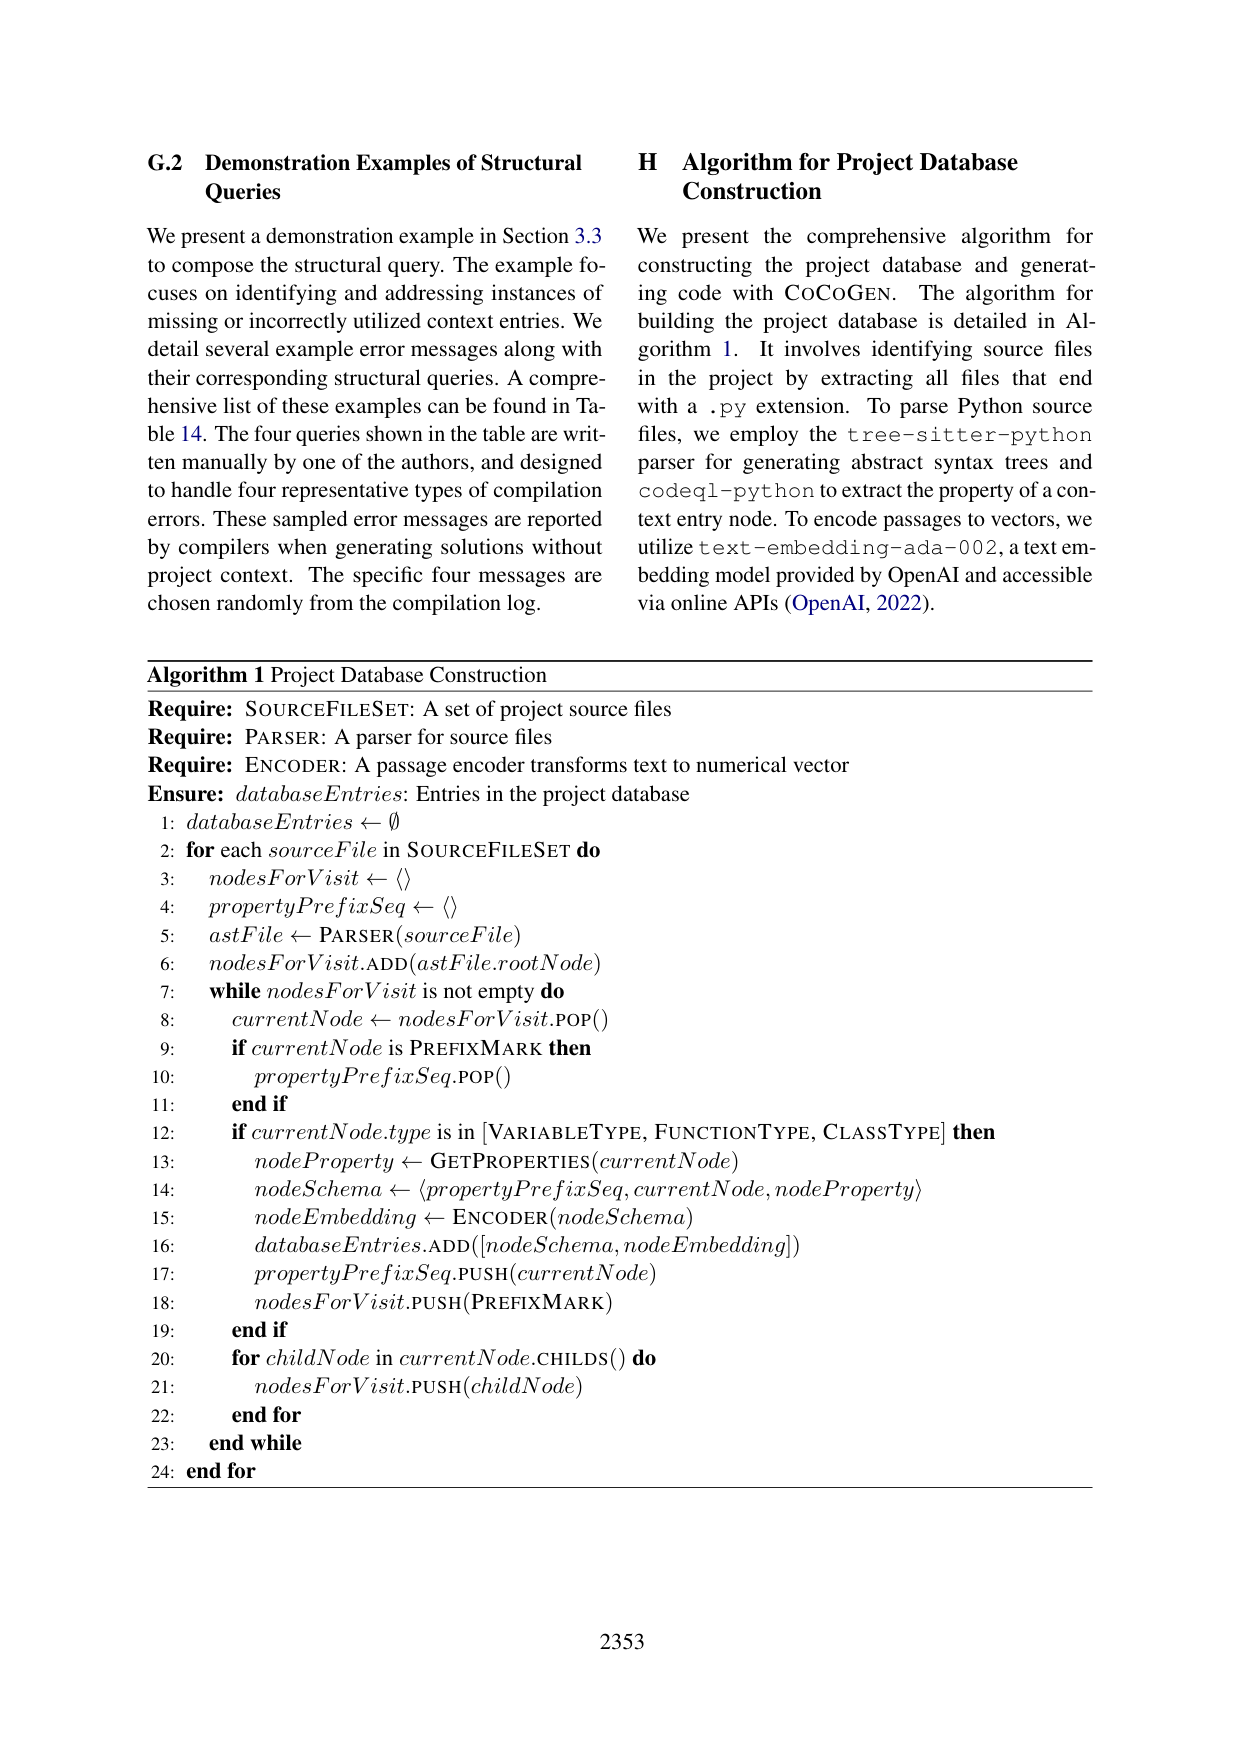 G.2 Demonstration Examples of Structural
Queries
We present a demonstration example in Section 3.3
to compose the structural query. The example fo-
cuses on identifying and addressing instances of
missing or incorrectly utilized context entries. We
detail several example error messages along with
their corresponding structural queries. A compre-
hensive list of these examples can be found in Ta-
ble 14. The four queries shown in the table are writ-
ten manually by one of the authors, and designed
to handle four representative types of compilation
errors. These sampled error messages are reported
by compilers when generating solutions without
project context. The specific four messages are
chosen randomly from the compilation log.
H Algorithm for Project Database
Construction
We present the comprehensive algorithm for
constructing the project database and generat-
ing code with COCOGEN. The algorithm for
building the project database is detailed in Al-
gorithm 1. It involves identifying source files
in the project by extracting all files that end
with a .py extension. To parse Python source
files, we employ the tree-sitter-python
parser for generating abstract syntax trees and
codeql-python to extract the property of a con-
text entry node. To encode passages to vectors, we
utilize text-embedding-ada-002, a text em-
bedding model provided by OpenAI and accessible
via online APIs (OpenAI, 2022).
Algorithm 1 Project Database Construction
Require: SOURCEFILESET: A set of project source files
Require: PARSER: A parser for source files
Require: ENCODER: A passage encoder transforms text to numerical vector
Ensure: databaseEntries: Entries in the project database
1: databaseEntries ← ∅
2: for each sourceFile in SOURCEFILESET do
3: nodesForVisit ← ⟨⟩
4: propertyPrefixSeq ← ⟨⟩
5: astFile ← PARSER(sourceFile)
6: nodesForVisit.ADD(astFile.rootNode)
7: while nodesForVisit is not empty do
8: currentNode ← nodesForVisit.POP()
9: if currentNode is PREFIXMARK then
10: propertyPrefixSeq.POP()
11: end if
12: if currentNode.type is in [VARIABLETYPE, FUNCTIONTYPE, CLASSTYPE] then
13: nodeProperty ← GETPROPERTIES(currentNode)
14: nodeSchema ← ⟨propertyPrefixSeq, currentNode, nodeProperty⟩
15: nodeEmbedding ← ENCODER(nodeSchema)
16: databaseEntries.ADD([nodeSchema, nodeEmbedding])
17: propertyPrefixSeq.PUSH(currentNode)
18: nodesForVisit.PUSH(PREFIXMARK)
19: end if
20: for childNode in currentNode.CHILDS() do
21: nodesForVisit.PUSH(childNode)
22: end for
23: end while
24: end for
2353